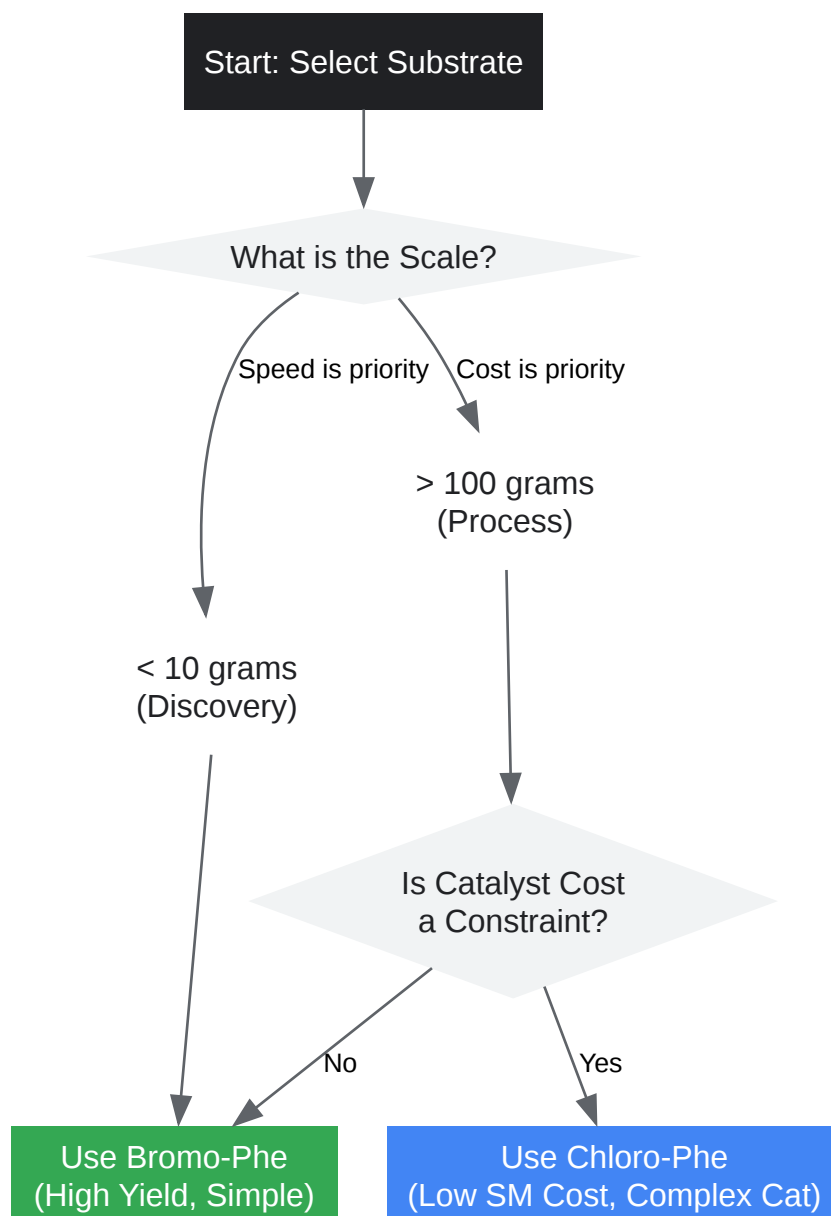 Start: Select Substrate
What is the Scale?
Speed is priority
Cost is priority
> 100 grams
(Process)
< 10 grams
(Discovery)
Is Catalyst Cost
a Constraint?
No
Yes
Use Bromo-Phe
(High Yield, Simple)
Use Chloro-Phe
(Low SM Cost, Complex Cat)